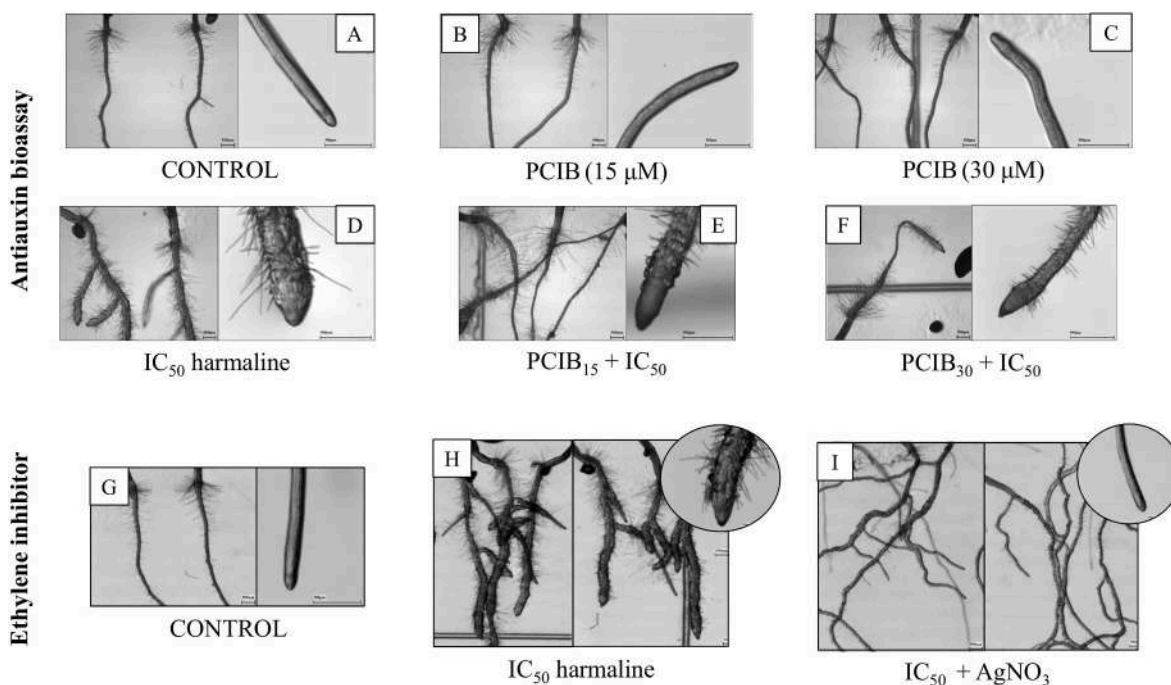 Antiauxin bioassay
A
B
C
CONTROL
PCIB (15 μM)
PCIB (30 μM)
D
E
F
IC₅₀ harmaline
PCIB₁₅ + IC₅₀
PCIB₃₀ + IC₅₀
Ethylene inhibitor
G
H
I
CONTROL
IC₅₀ harmaline
IC₅₀ + AgNO₃